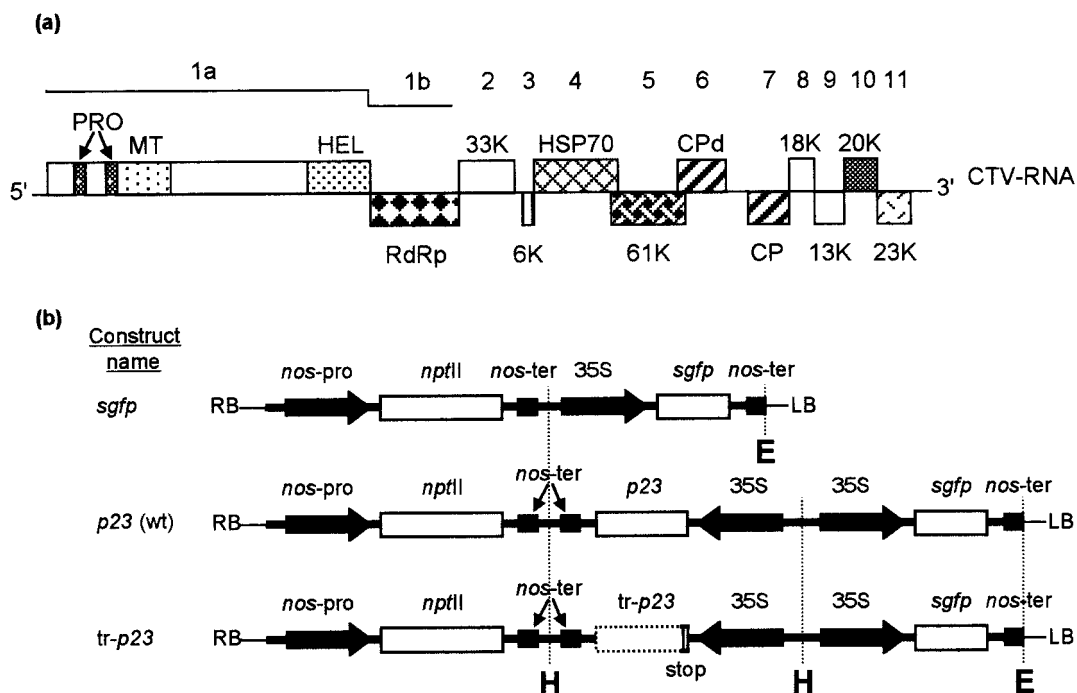 (a)
1a 1b 2 3 4 5 6 7 8 9 10 11
PRO MT HEL 33K HSP70 CPd 18K 20K
5' 3' CTV-RNA
RdRp 6K 61K CP 13K 23K
(b)
Construct
name
nos-pro nptII nos-ter 35S sgfp nos-ter
sgfp RB LB
E
nos-pro nptII nos-ter p23 35S 35S sgfp nos-ter
p23 (wt) RB LB
nos-pro nptII nos-ter tr-p23 35S 35S sgfp nos-ter
tr-p23 RB LB
stop
H H E